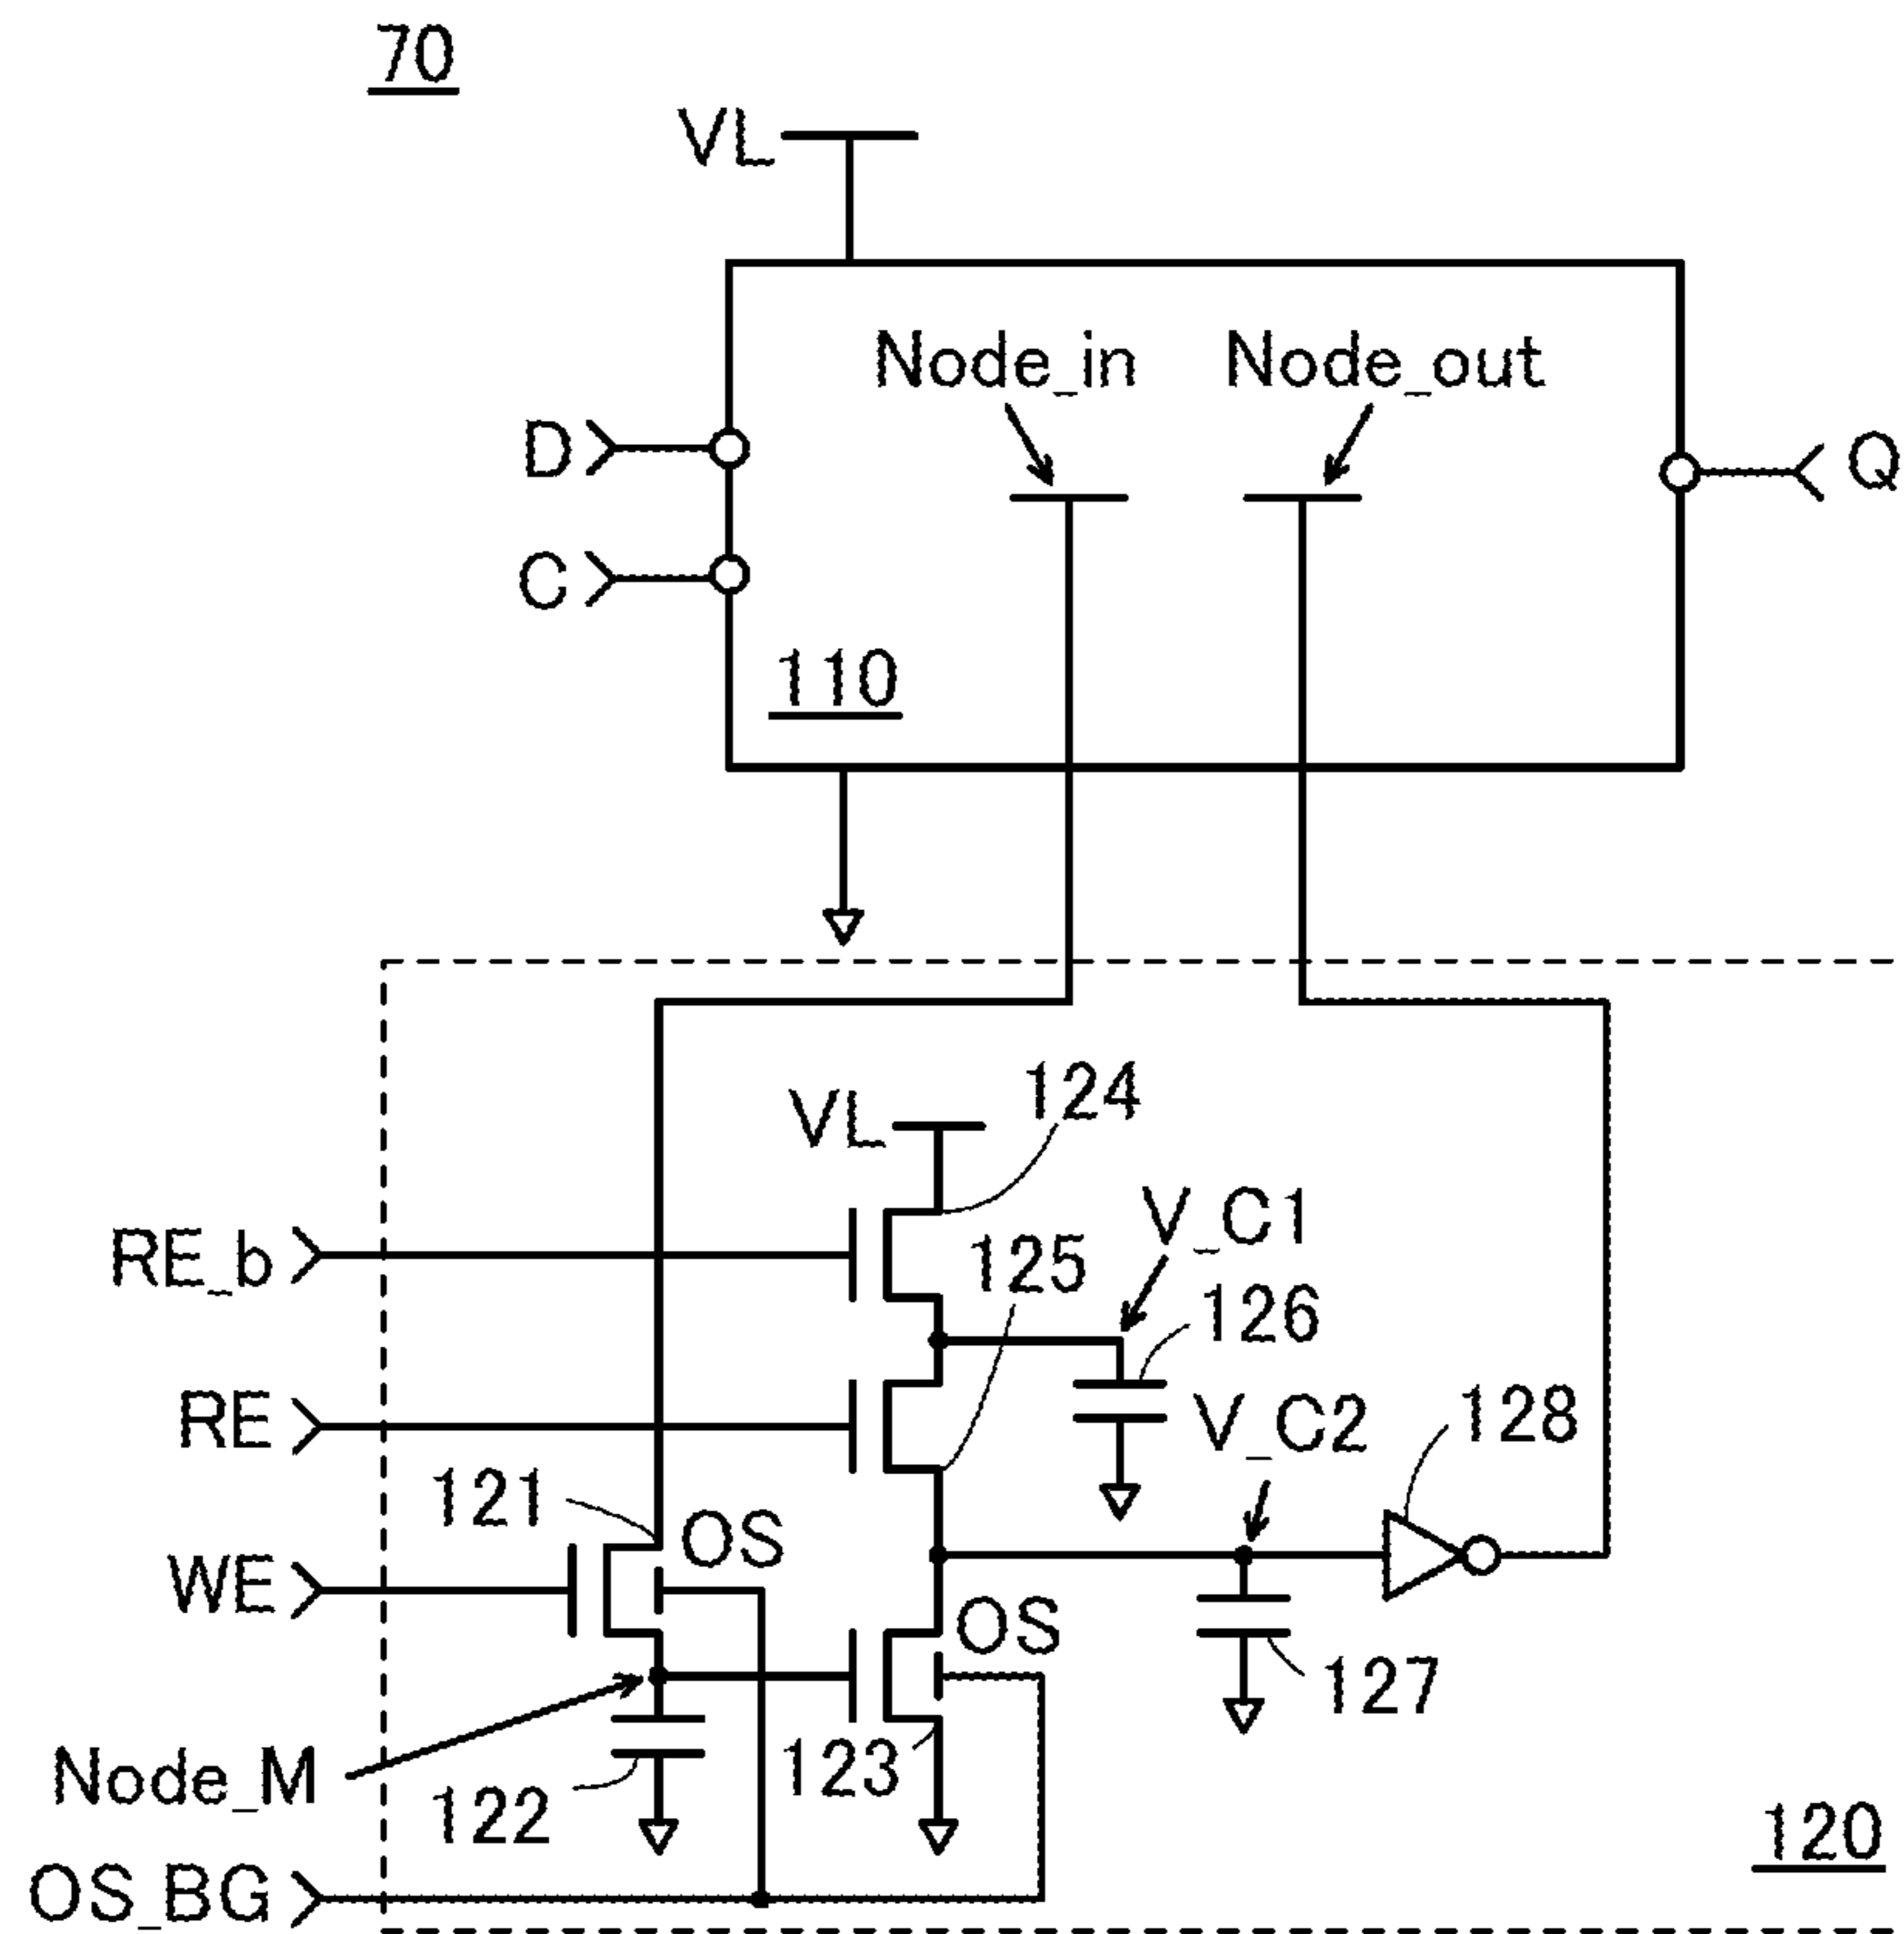 70
VL
Node_in Node_out
D
Q
C
110
124
VL
V_C1
RE_b
125
126
RE
V_C2
128
121
OS
WE
OS
127
Node_M
123
122
120
OS_BG